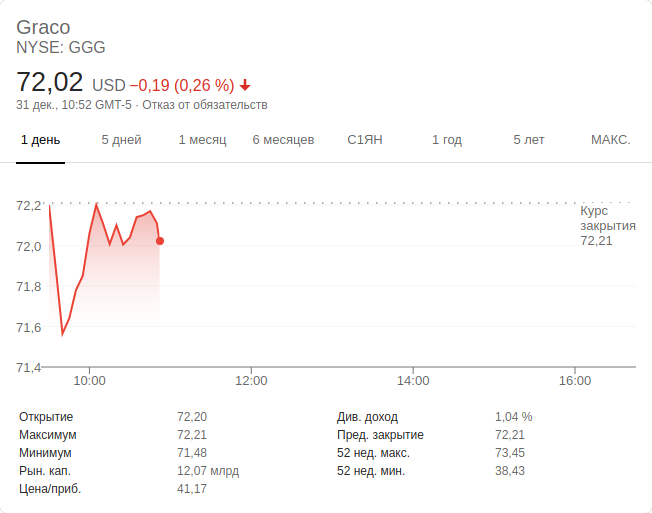 Graco
NYSE: GGG
72,02 USD −0,19 (0,26 %)
31 дек., 10:52 GMT-5 · Отказ от обязательств
1 день 5 дней 1 месяц 6 месяцев С1ЯН 1 год 5 лет МАКС.
72,2
Курс
закрытия
72,21
72,0
71,8
71,6
71,4
10:00 12:00 14:00 16:00
Открытие 72,20 Див. доход 1,04 %
Максимум 72,21 Пред. закрытие 72,21
Минимум 71,48 52 нед. макс. 73,45
Рын. кап. 12,07 млрд 52 нед. мин. 38,43
Цена/приб. 41,17